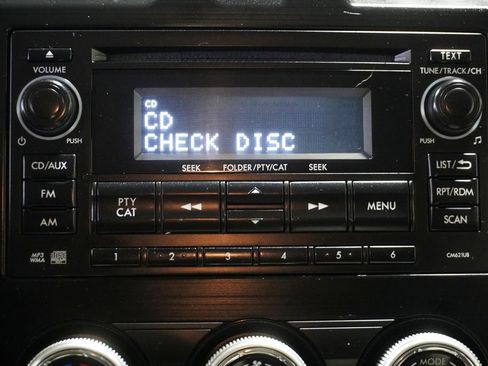 TEXT
VOLUME
TUNE/TRACK/CH
CD
CD
CHECK DISC
PUSH
PUSH
SEEK FOLDER/PTY/CAT SEEK
CD/AUX
LIST/
FM
PTY
CAT
MENU
RPT/RDM
AM
SCAN
1 2 3 4 5 6
MP3
WMA
CM621UB
MODE